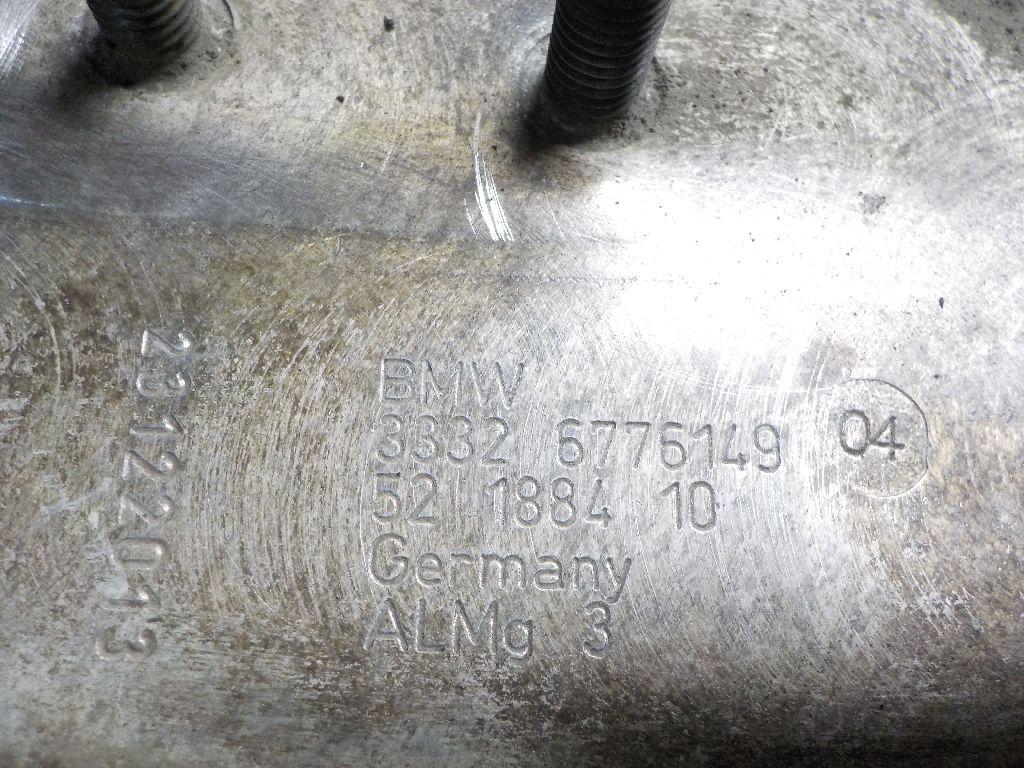 BMW
3332 6776149 04
52 1884 10
Germany
ALMg 3
23122013